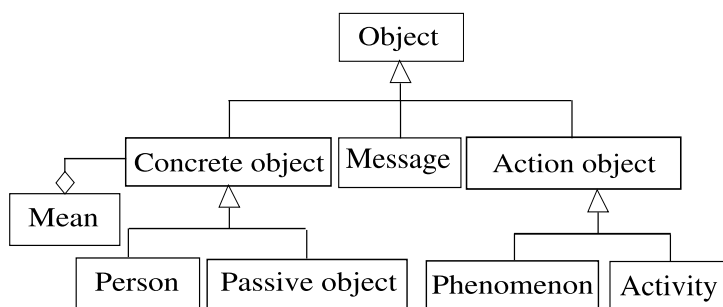 Object
Concrete object
Message
Action object
Mean
Person
Passive object
Phenomenon
Activity